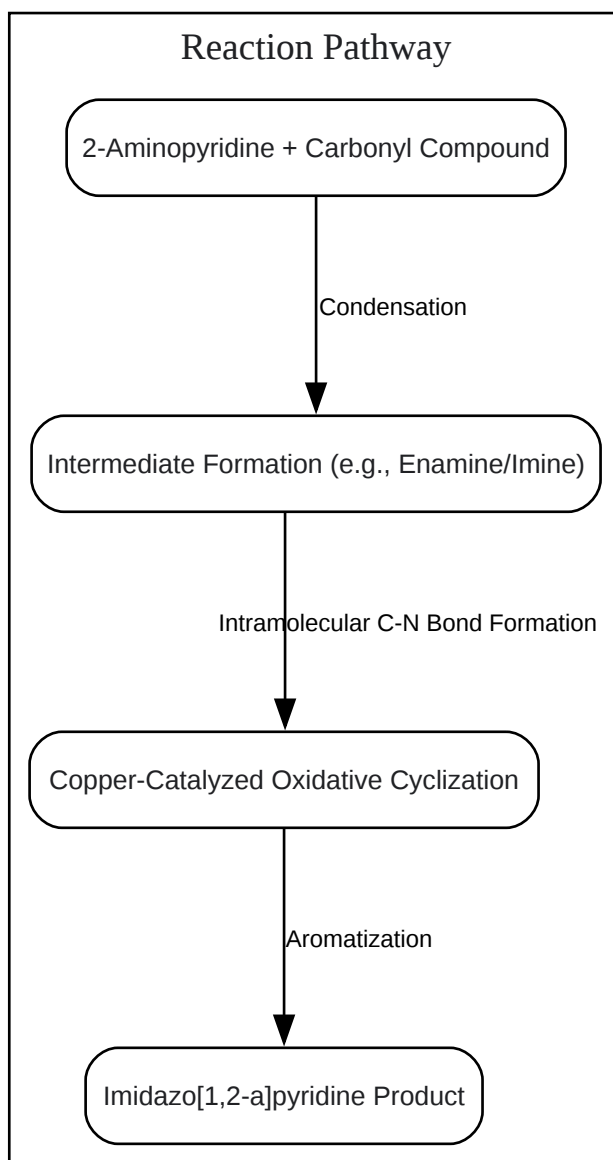 Reaction Pathway
2-Aminopyridine + Carbonyl Compound
Condensation
Intermediate Formation (e.g., Enamine/Imine)
Intramolecular C-N Bond Formation
Copper-Catalyzed Oxidative Cyclization
Aromatization
Imidazo[1,2-a]pyridine Product